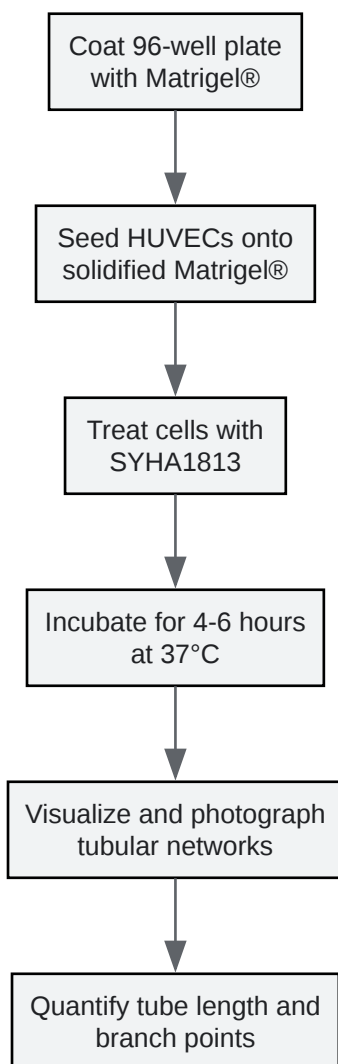 Coat 96-well plate
with Matrigel®
Seed HUVECs onto
solidified Matrigel®
Treat cells with
SYHA1813
Incubate for 4-6 hours
at 37°C
Visualize and photograph
tubular networks
Quantify tube length and
branch points